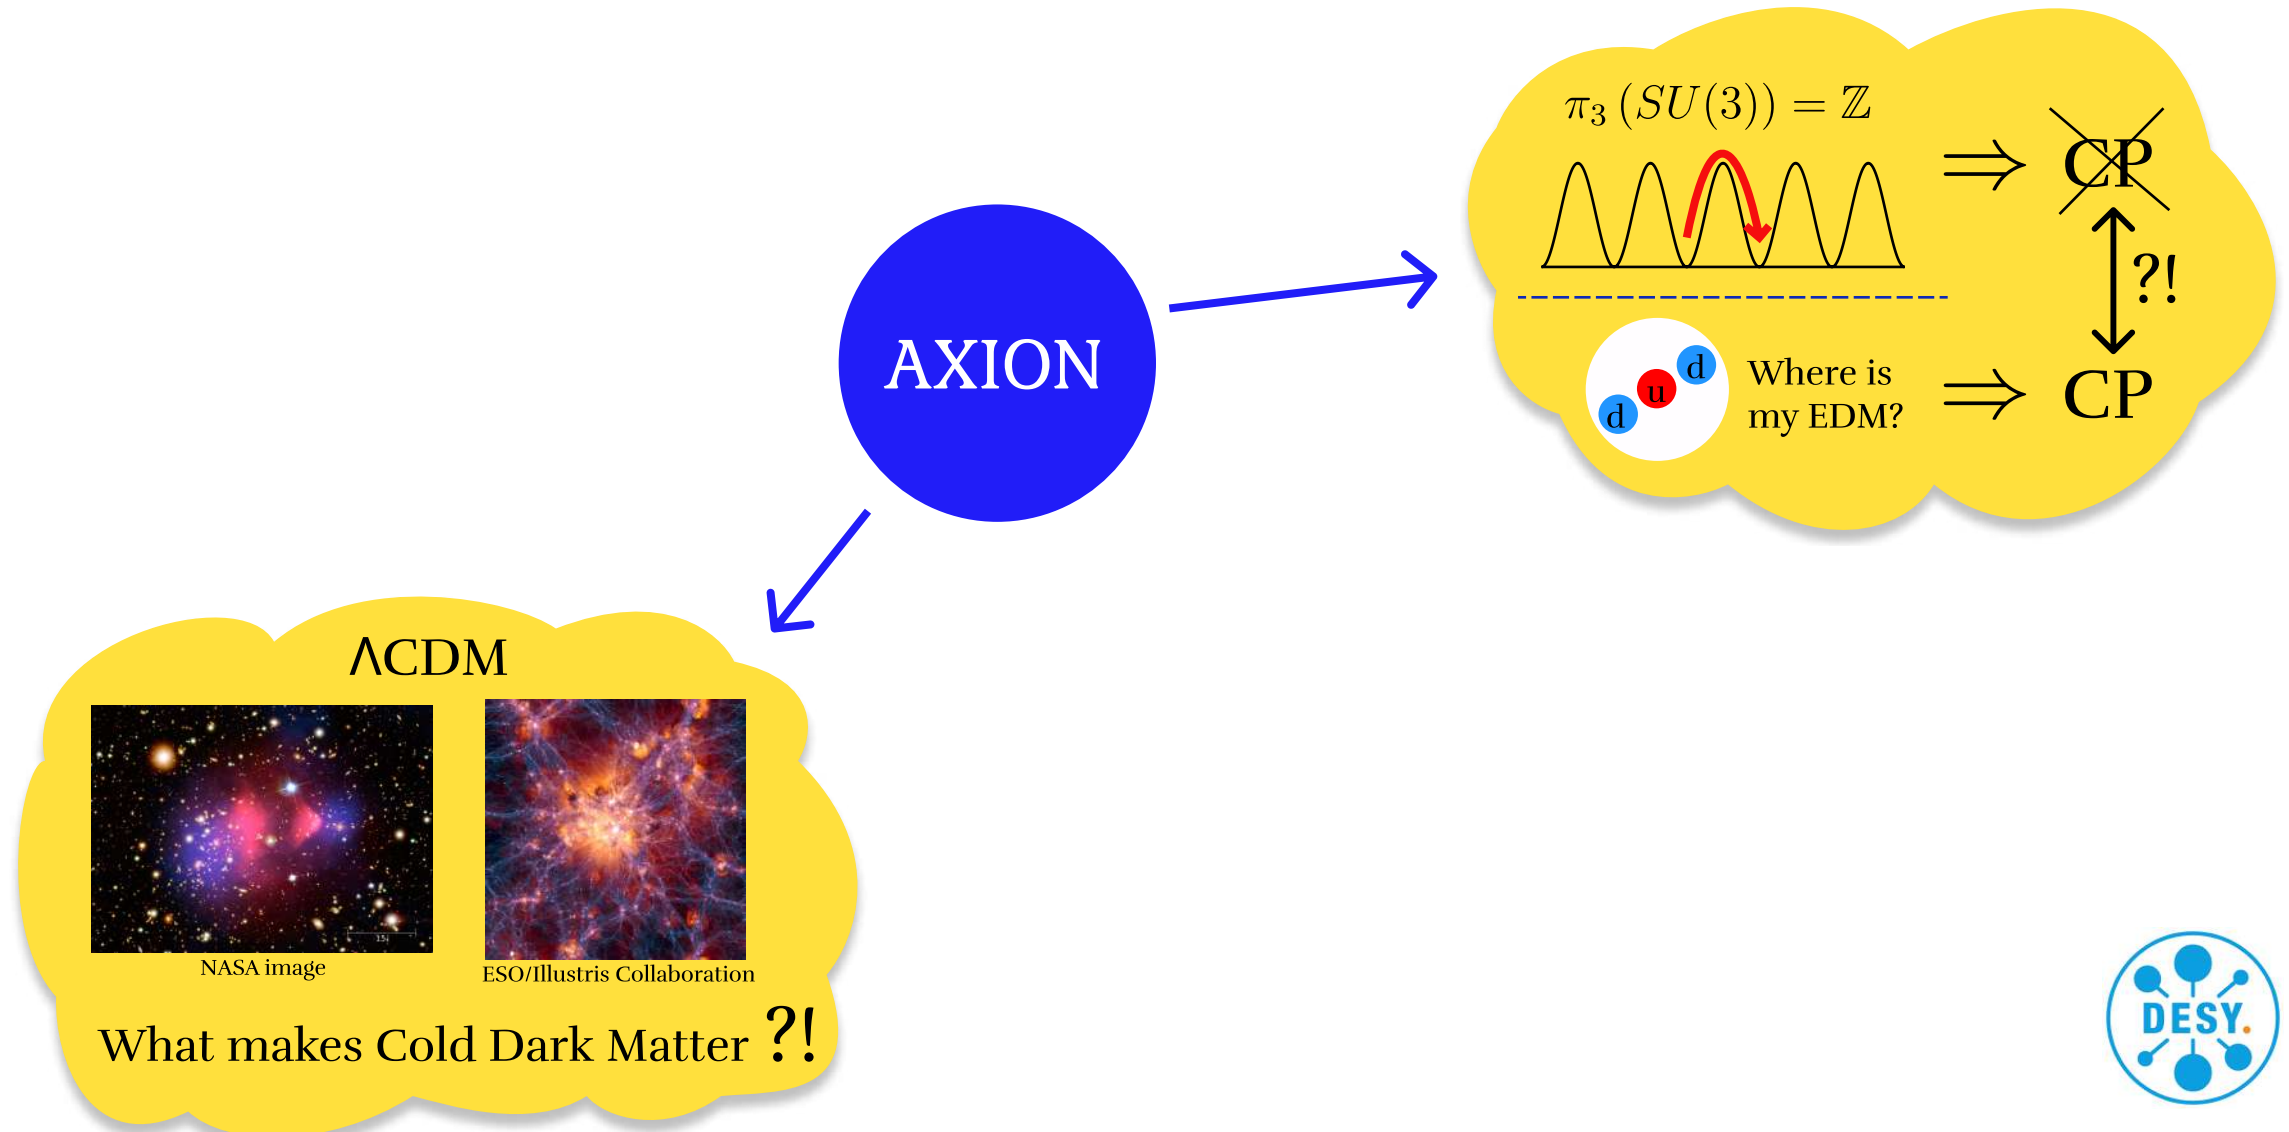 π₃ (SU(3)) = ℤ
⇒ CP
?!
AXION
d u d
Where is
my EDM?
⇒ CP
ΛCDM
NASA image
ESO/Illustris Collaboration
What makes Cold Dark Matter ?!
DESY.